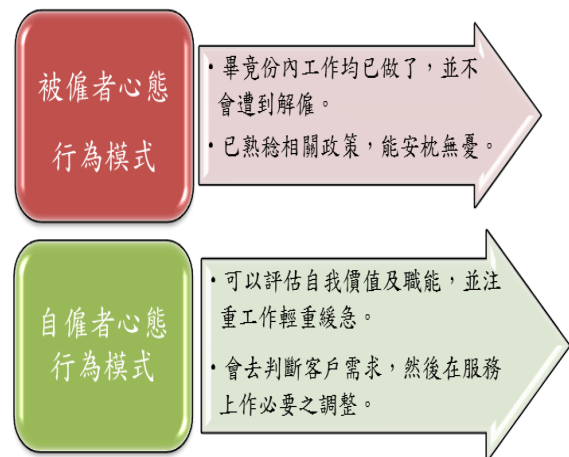 被僱者心態
行為模式
• 畢竟份內工作均已做了，並不
會遭到解僱。
• 已熟稔相關政策，能安枕無憂。
自僱者心態
行為模式
• 可以評估自我價值及職能，並注
重工作輕重緩急。
• 會去判斷客戶需求，然後在服務
上作必要之調整。